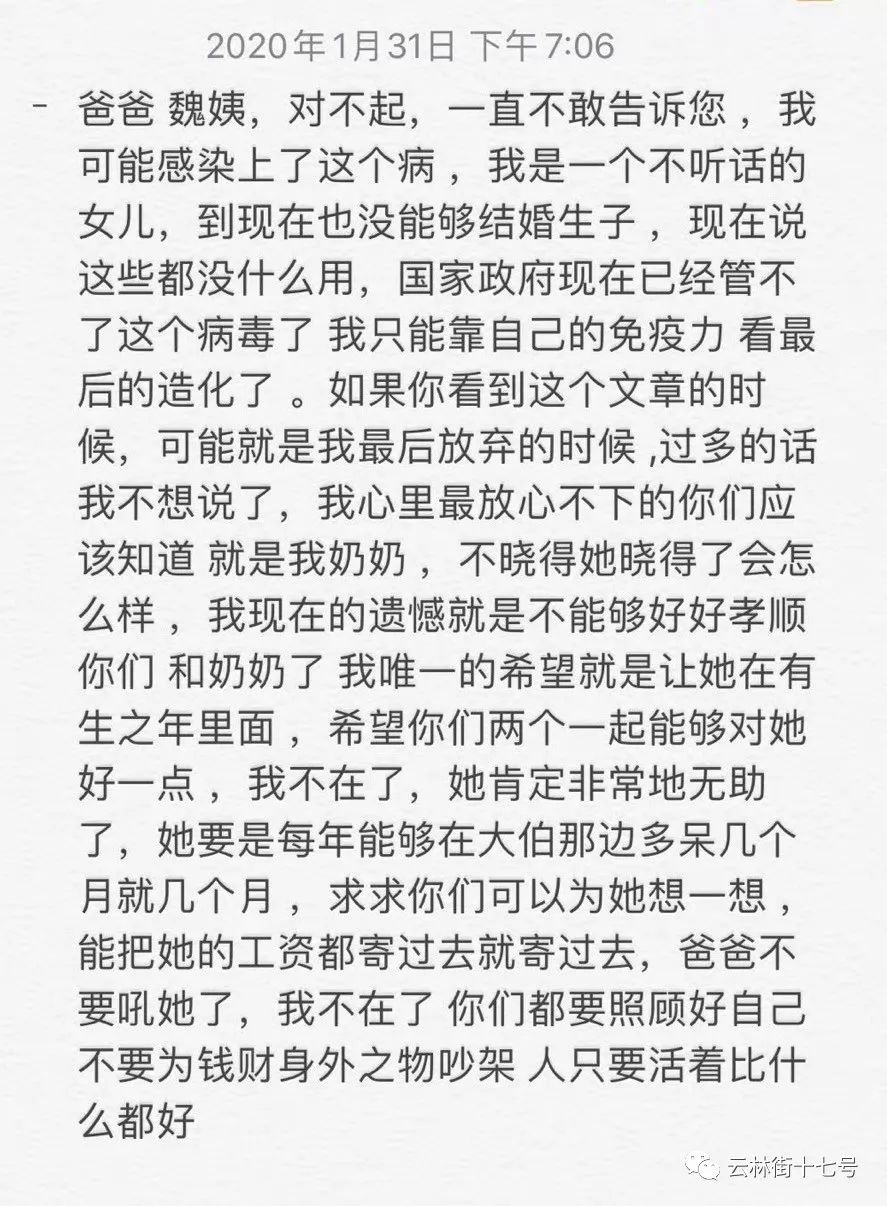 2020年1月31日 下午7:06
- 爸爸 魏姨，对不起，一直不敢告诉您 ，我
可能感染上了这个病 ，我是一个不听话的
女儿，到现在也没能够结婚生子 ，现在说
这些都没什么用，国家政府现在已经管不
了这个病毒了 我只能靠自己的免疫力 看最
后的造化了 。如果你看到这个文章的时
候，可能就是我最后放弃的时候 ,过多的话
我不想说了，我心里最放心不下的你们应
该知道 就是我奶奶 ，不晓得她晓得了会怎
么样 ，我现在的遗憾就是不能够好好孝顺
你们 和奶奶了 我唯一的希望就是让她在有
生之年里面 ，希望你们两个一起能够对她
好一点 ，我不在了，她肯定非常地无助
了，她要是每年能够在大伯那边多呆几个
月就几个月 ，求求你们可以为她想一想 ，
能把她的工资都寄过去就寄过去，爸爸不
要吼她了，我不在了 你们都要照顾好自己
不要为钱财身外之物吵架 人只要活着比什
么都好
云林街十七号